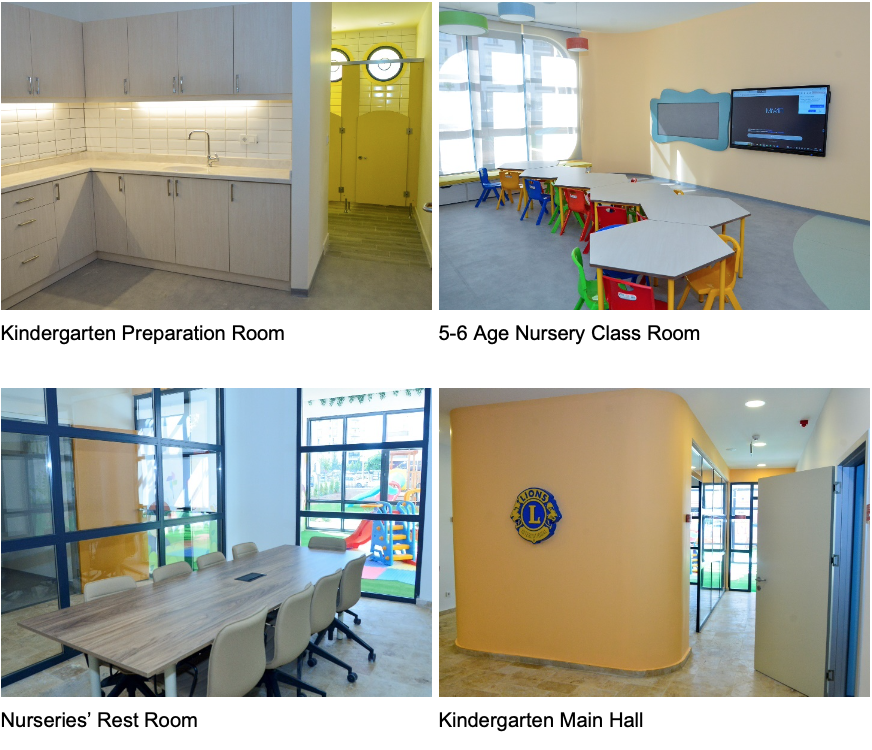 Kindergarten Preparation Room
5-6 Age Nursery Class Room
LIONS
L
Nurseries’ Rest Room
Kindergarten Main Hall